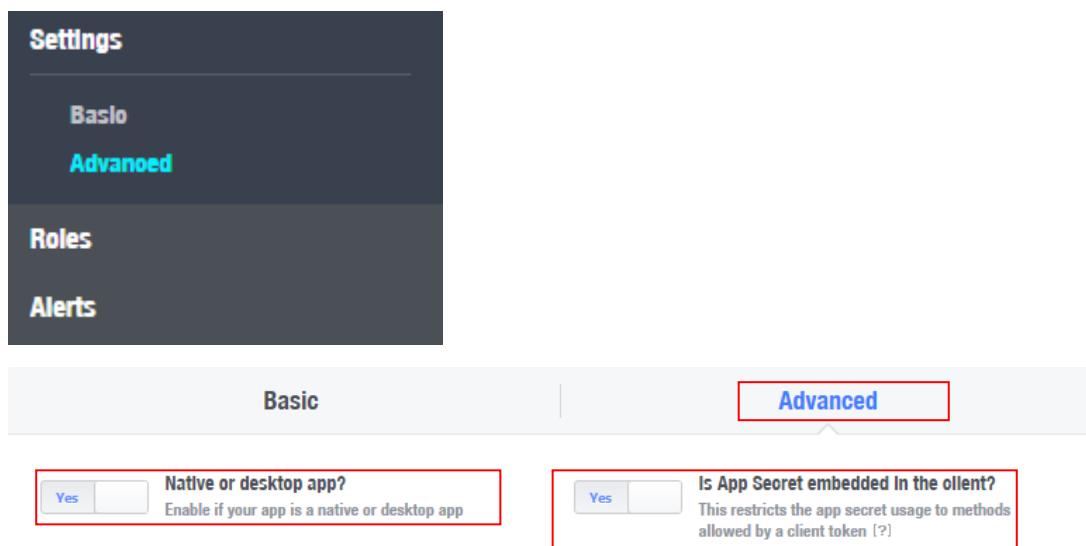 Settings
Basic
Advanced
Roles
Alerts
Basic
Advanced
Yes
Native or desktop app?
Enable if your app is a native or desktop app
Yes
Is App Secret embedded in the client?
This restricts the app secret usage to methods
allowed by a client token [?]